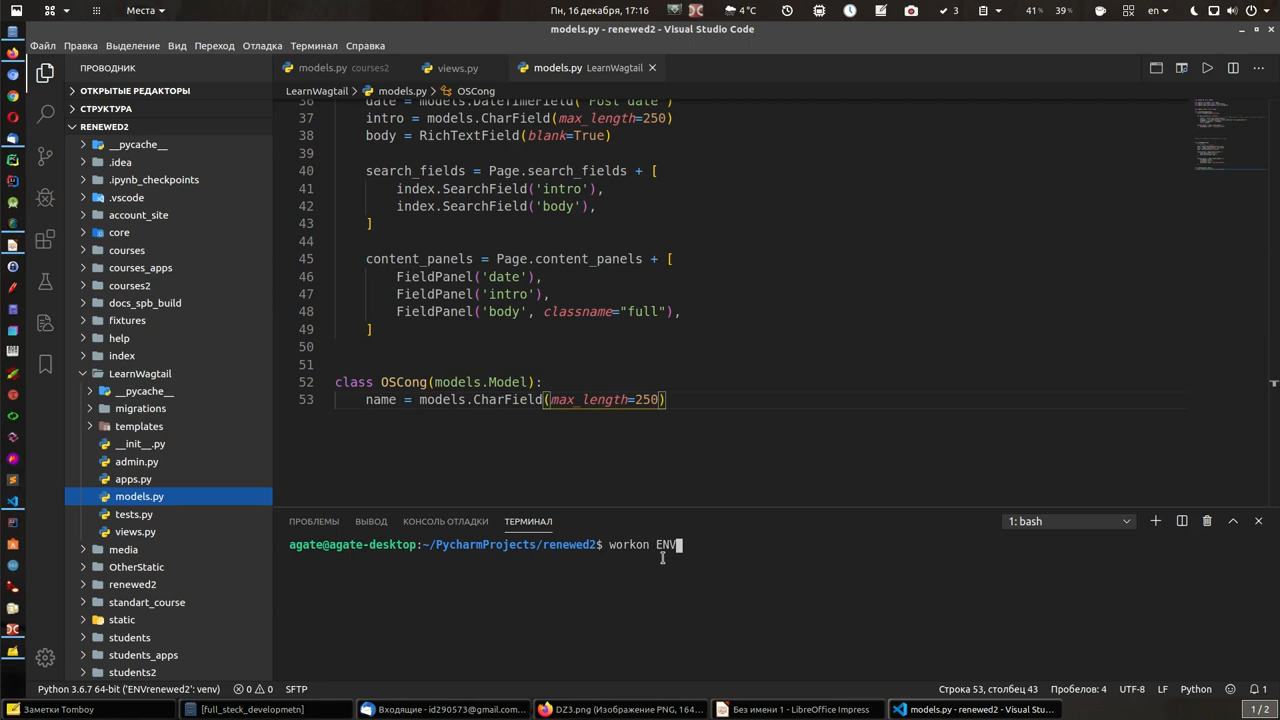 Места
Пн, 16 декабря, 17:16
4 °C
3
41 %
39 %
en
models.py - renewed2 - Visual Studio Code
Файл Правка Выделение Вид Переход Отладка Терминал Справка
ПРОВОДНИК
models.py courses2
views.py
models.py LearnWagtail
LearnWagtail > models.py > OSCong
ОТКРЫТЫЕ РЕДАКТОРЫ
СТРУКТУРА
RENEWED2
__pycache__
.idea
.ipynb_checkpoints
.vscode
account_site
core
courses
courses_apps
courses2
docs_spb_build
fixtures
help
index
LearnWagtail
__pycache__
migrations
templates
__init__.py
admin.py
apps.py
models.py
tests.py
views.py
media
OtherStatic
renewed2
standart_course
static
students
students_apps
students2
36 date = models.DateTimeField("Post date")
37 intro = models.CharField(max_length=250)
38 body = RichTextField(blank=True)
39
40 search_fields = Page.search_fields + [
41 index.SearchField('intro'),
42 index.SearchField('body'),
43 ]
44
45 content_panels = Page.content_panels + [
46 FieldPanel('date'),
47 FieldPanel('intro'),
48 FieldPanel('body', classname="full"),
49 ]
50
51
52 class OSCong(models.Model):
53 name = models.CharField(max_length=250)
ПРОБЛЕМЫ ВЫВОД КОНСОЛЬ ОТЛАДКИ ТЕРМИНАЛ
1: bash
agate@agate-desktop:~/PycharmProjects/renewed2$ workon ENV
Python 3.6.7 64-bit ('ENVrenewed2': venv) 0 0 SFTP
Строка 53, столбец 43 Пробелов: 4 UTF-8 LF Python 1
Заметки Tomboy
[full_steck_developmetn]
Входящие - id290573@gmail.com...
DZ3.png (Изображение PNG, 164...
Без имени 1 - LibreOffice Impress
models.py - renewed2 - Visual Stud...
1 / 2